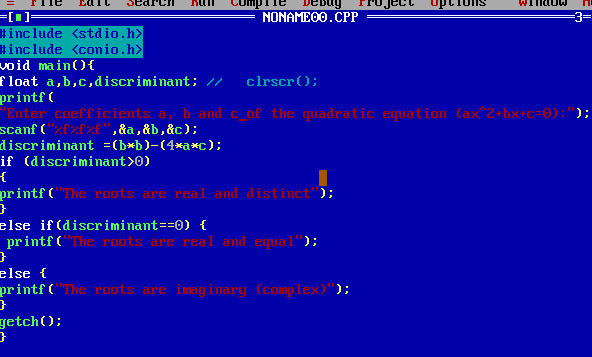 ≡ File Edit Search Run Compile Debug Project Options Window
[■] NONAME00.CPP 3
#include <stdio.h>
#include <conio.h>
void main(){
float a,b,c,discriminant; // clrscr();
printf(
"Enter coefficients a, b and c_of the quadratic equation (ax^2+bx+c=0):");
scanf("%f%f%f",&a,&b,&c);
discriminant =(b*b)-(4*a*c);
if (discriminant>0)
{
printf("The roots are real and distinct");
}
else if(discriminant==0) {
printf("The roots are real and equal");
}
else {
printf("The roots are imaginary (complex)");
}
getch();
}